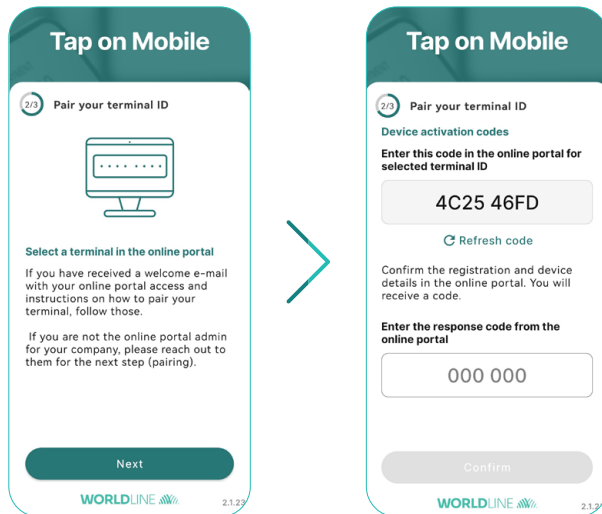 Tap on Mobile
2/3 Pair your terminal ID
Select a terminal in the online portal
If you have received a welcome e-mail
with your online portal access and
instructions on how to pair your
terminal, follow those.
If you are not the online portal admin
for your company, please reach out to
them for the next step (pairing).
Next
WORLDLINE
2.1.23
Tap on Mobile
2/3 Pair your terminal ID
Device activation codes
Enter this code in the online portal for
selected terminal ID
4C25 46FD
Refresh code
Confirm the registration and device
details in the online portal. You will
receive a code.
Enter the response code from the
online portal
000 000
Confirm
WORLDLINE